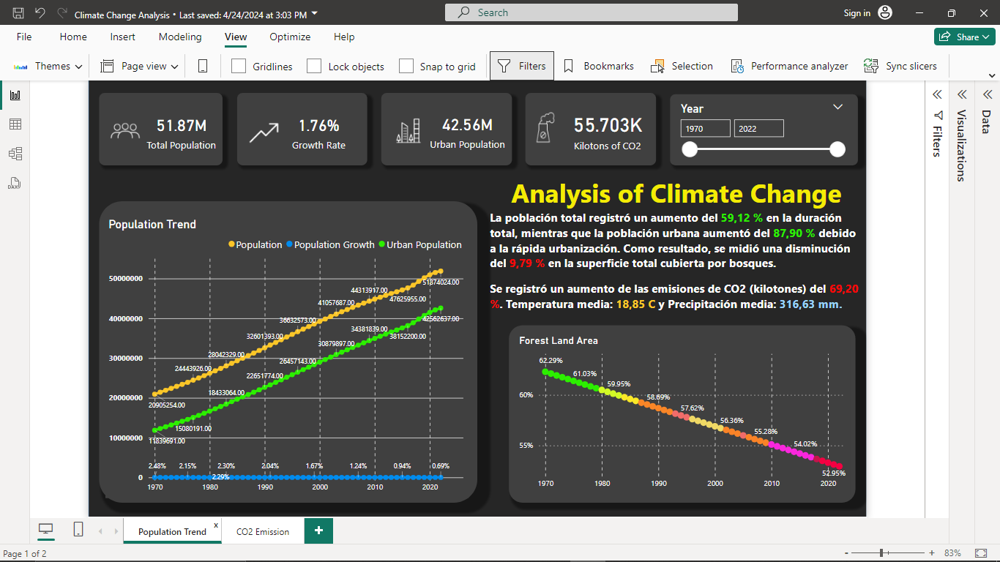 Climate Change Analysis • Last saved: 4/24/2024 at 3:03 PM
Search
Sign in
File Home Insert Modeling View Optimize Help
Share
Themes Page view Gridlines Lock objects Snap to grid Filters Bookmarks Selection Performance analyzer Sync slicers
DAX
51.87M
Total Population
1.76%
Growth Rate
42.56M
Urban Population
55.703K
Kilotons of CO2
Year
1970 2022
Filters
Visualizations
Data
Analysis of Climate Change
La población total registró un aumento del 59,12 % en la duración
total, mientras que la población urbana aumentó del 87,90 % debido
a la rápida urbanización. Como resultado, se midió una disminución
del 9,79 % en la superficie total cubierta por bosques.
Se registró un aumento de las emisiones de CO2 (kilotones) del 69,20
%. Temperatura media: 18,85 C y Precipitación media: 316,63 mm.
Population Trend
Population Population Growth Urban Population
50000000
40000000
30000000
20000000
10000000
0
51874024.00
47625955.00
44313917.00
41057687.00
36632573.00
32601393.00
28042329.00
24443926.00
20905254.00
42562637.00
38152200.00
34381839.00
30879897.00
26457143.00
22651774.00
18433064.00
15080191.00
11839691.00
2.48% 2.15% 2.30% 2.04% 1.67% 1.24% 0.94% 0.69%
2.29%
1970 1980 1990 2000 2010 2020
Forest Land Area
62.29%
61.03%
59.95%
58.69%
57.62%
56.36%
55.28%
54.02%
52.95%
60%
55%
1970 1980 1990 2000 2010 2020
Population Trend x CO2 Emission +
Page 1 of 2
- + 83%